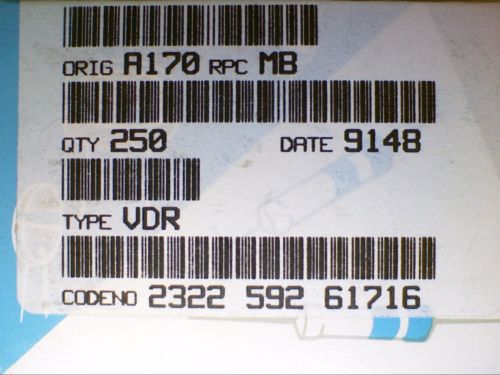 ORIG A170 RPC MB
QTY 250 DATE 9148
TYPE VDR
CODENO 2322 592 61716